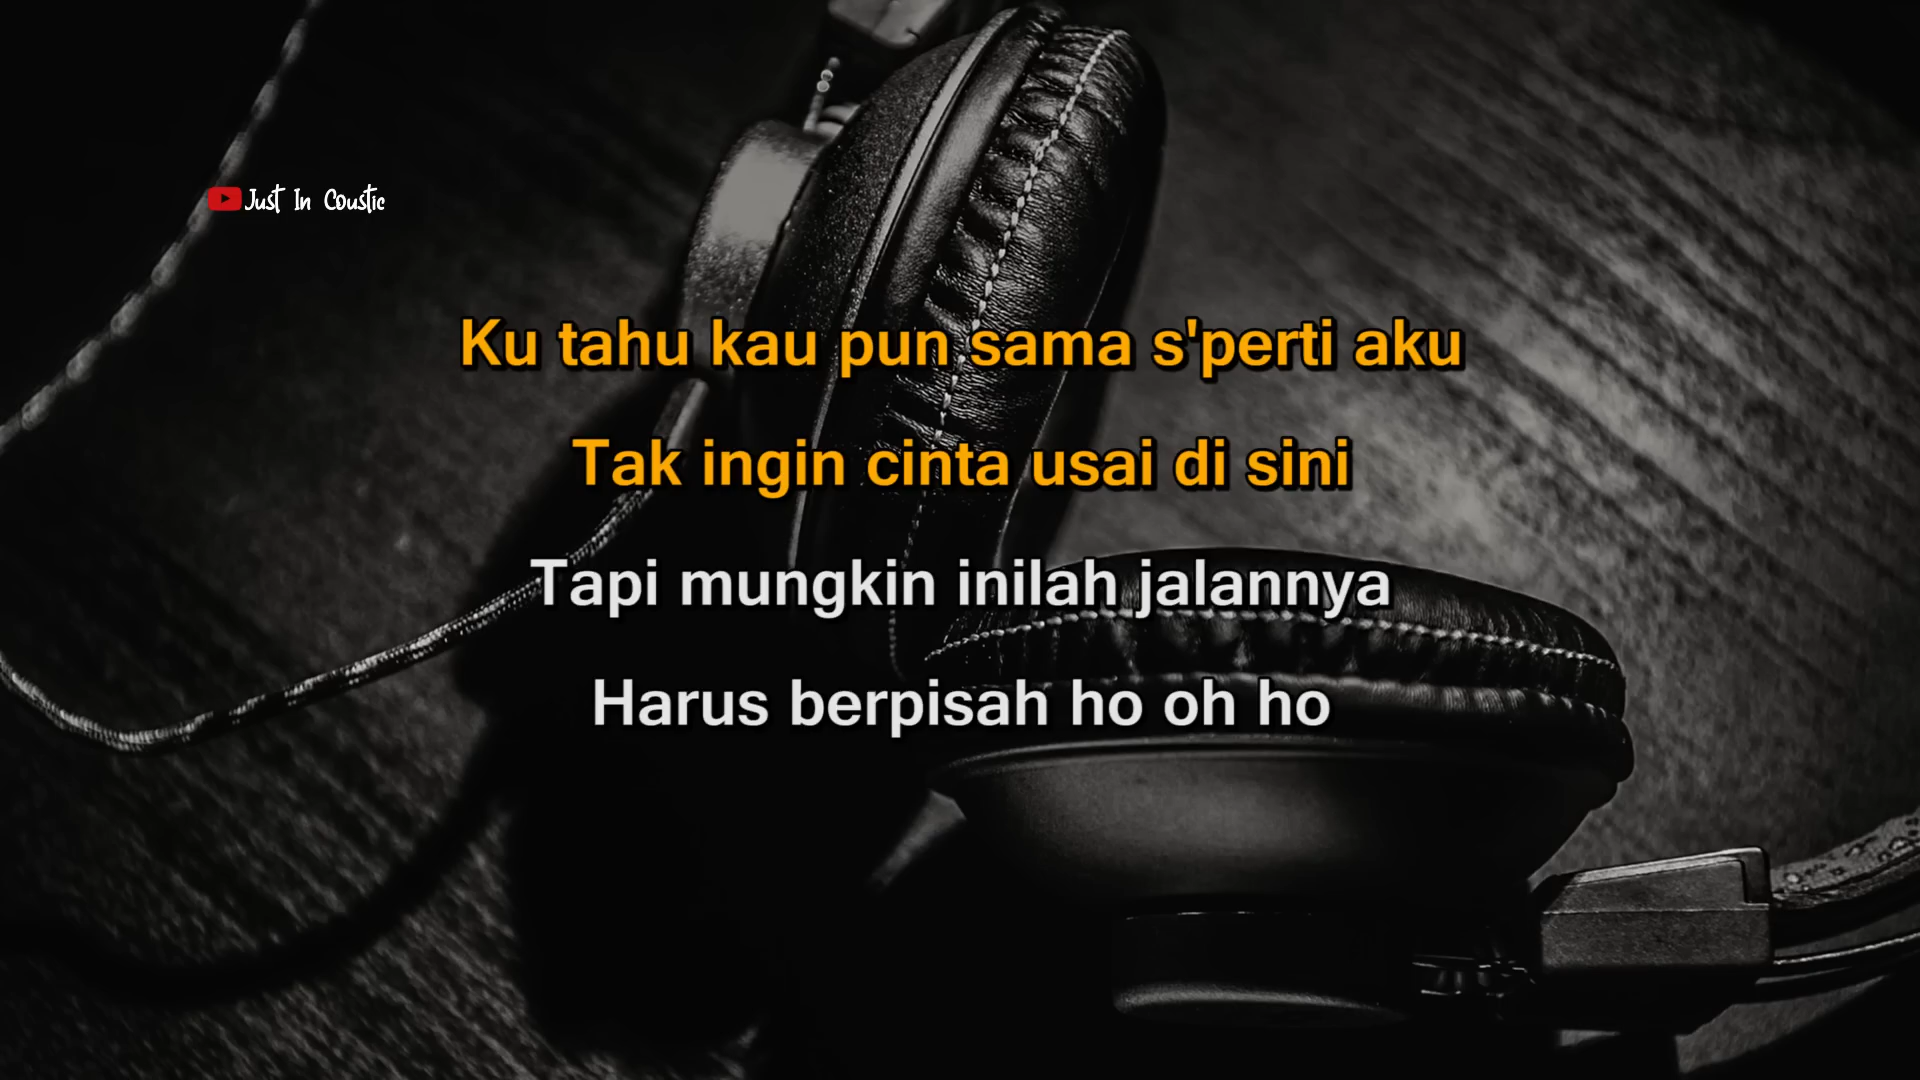 Just In Coustic
Ku tahu kau pun sama s'perti aku
Tak ingin cinta usai di sini
Tapi mungkin inilah jalannya
Harus berpisah ho oh ho